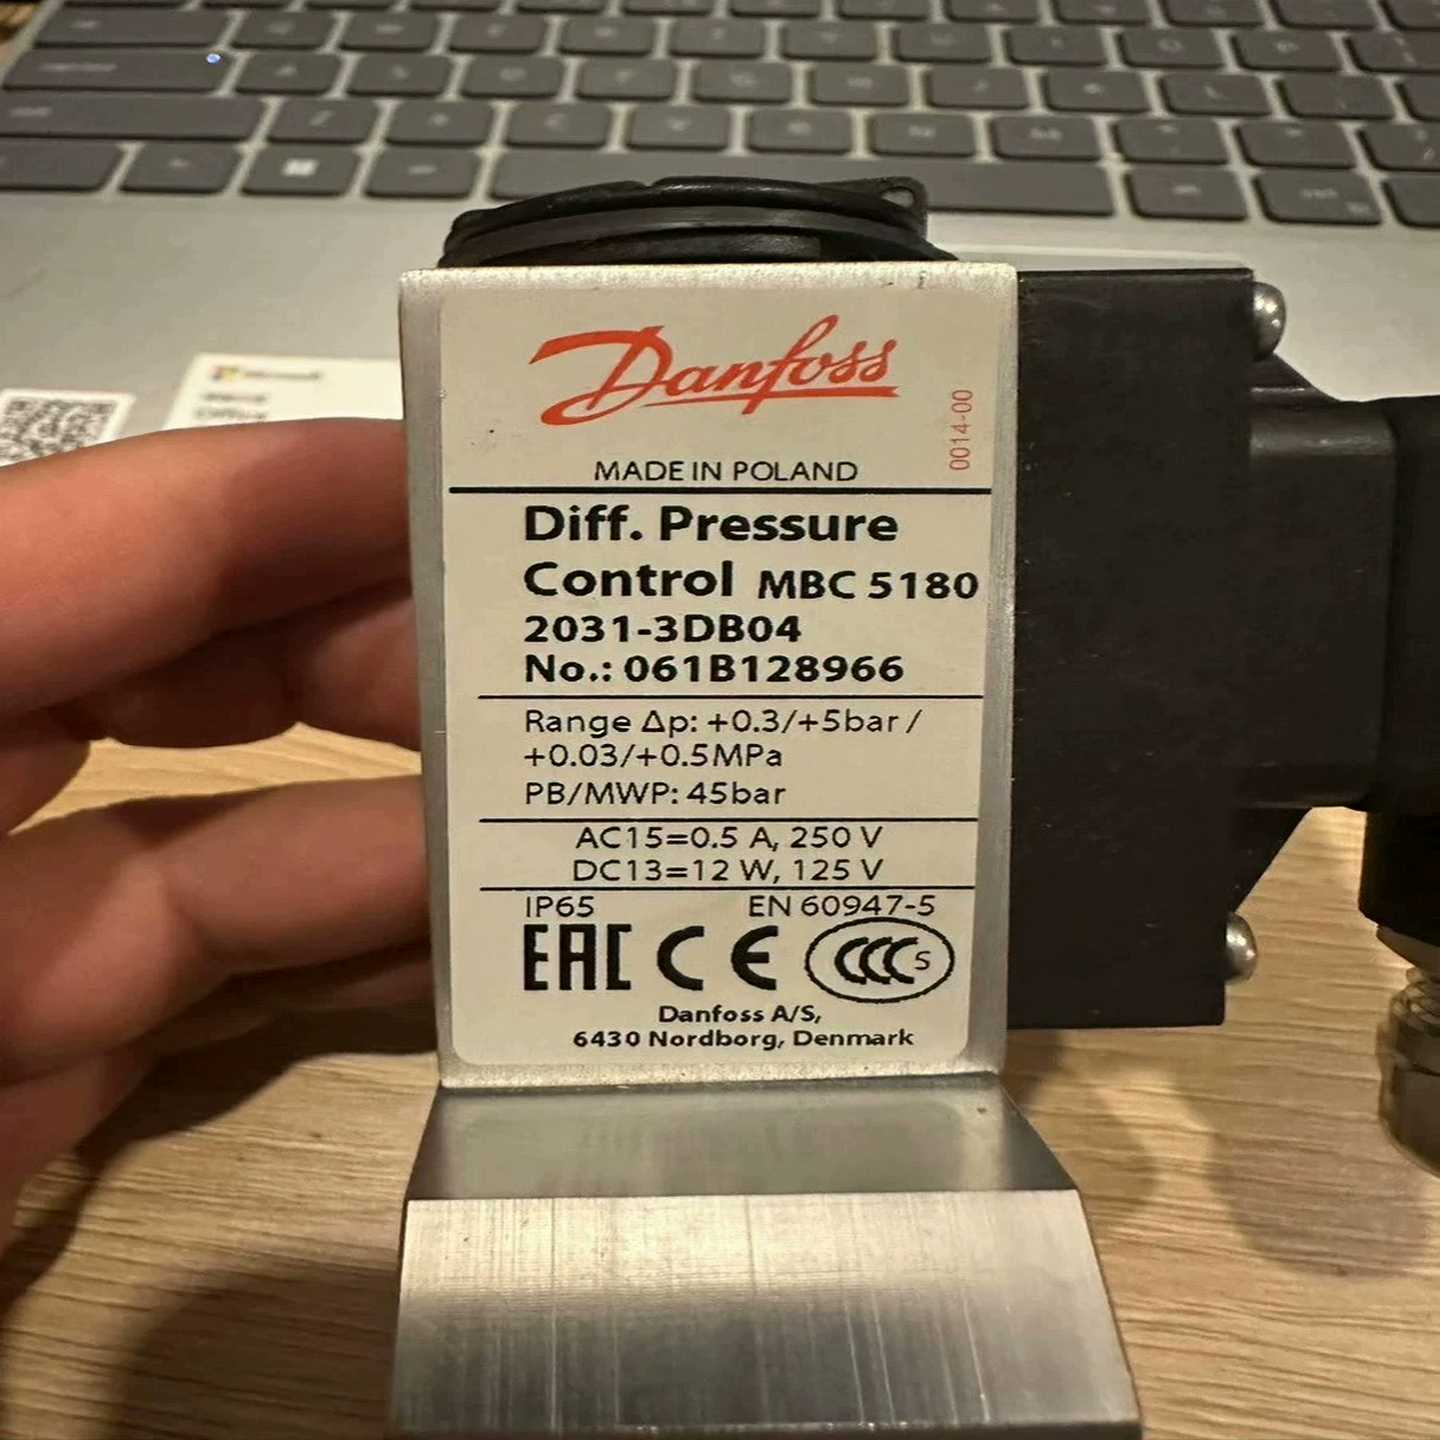 Microsoft
Danfoss
0014-00
MADE IN POLAND
Diff. Pressure
Control MBC 5180
2031-3DB04
No.: 061B128966
Range Δp: +0.3/+5bar /
+0.03/+0.5MPa
PB/MWP: 45bar
AC15=0.5 A, 250 V
DC13=12 W, 125 V
IP65 EN 60947-5
EAC CE CCC S
Danfoss A/S,
6430 Nordborg, Denmark